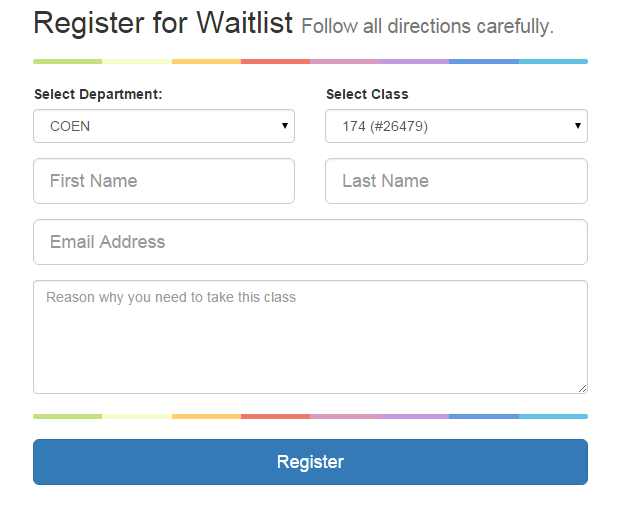 Register for Waitlist Follow all directions carefully.
Select Department: Select Class
COEN 174 (#26479)
First Name Last Name
Email Address
Reason why you need to take this class
Register